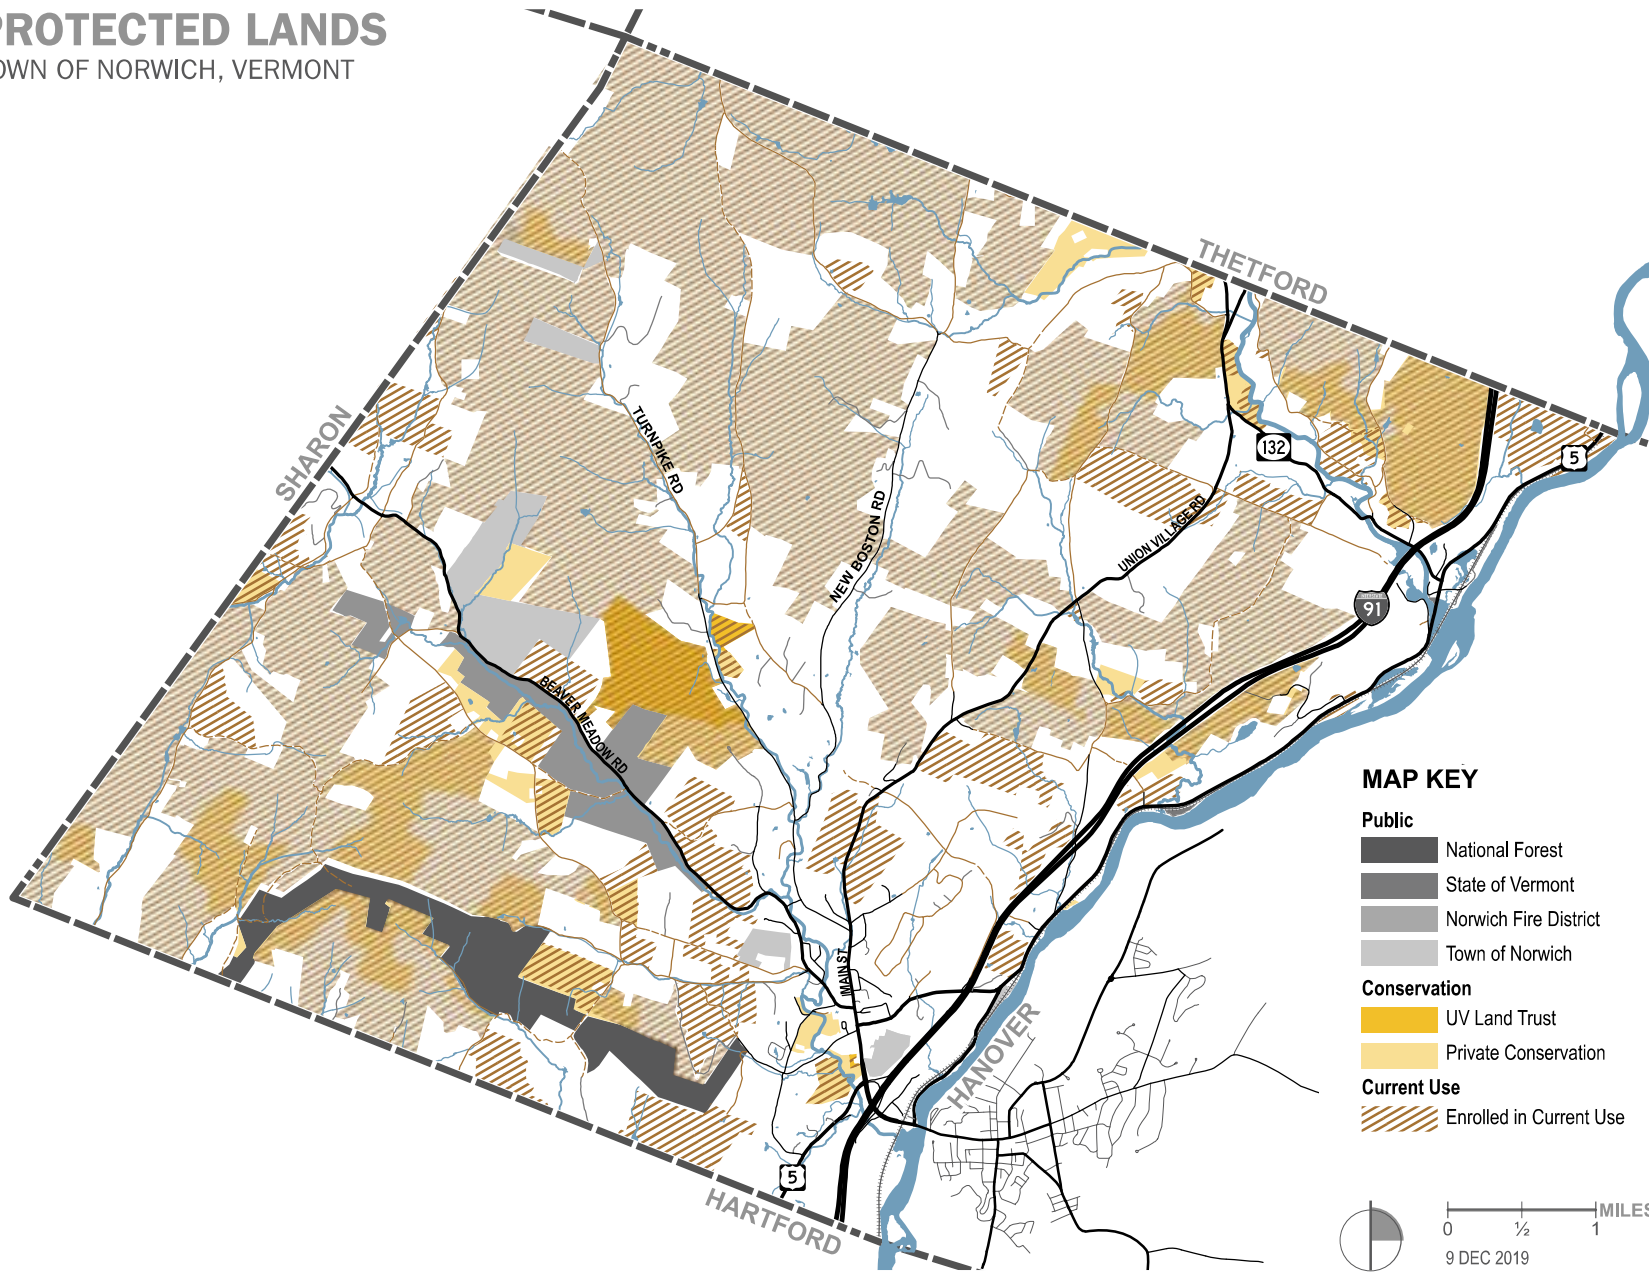 PROTECTED LANDS
OWN OF NORWICH, VERMONT
THETFORD
SHARON
TURNPIKE RD
132
5
NEW BOSTON RD
UNION VILLAGE RD
91
BEAVER MEADOW RD
MAIN ST
HANOVER
5
HARTFORD
MAP KEY
Public
National Forest
State of Vermont
Norwich Fire District
Town of Norwich
Conservation
UV Land Trust
Private Conservation
Current Use
Enrolled in Current Use
MILES
0 ½ 1
9 DEC 2019